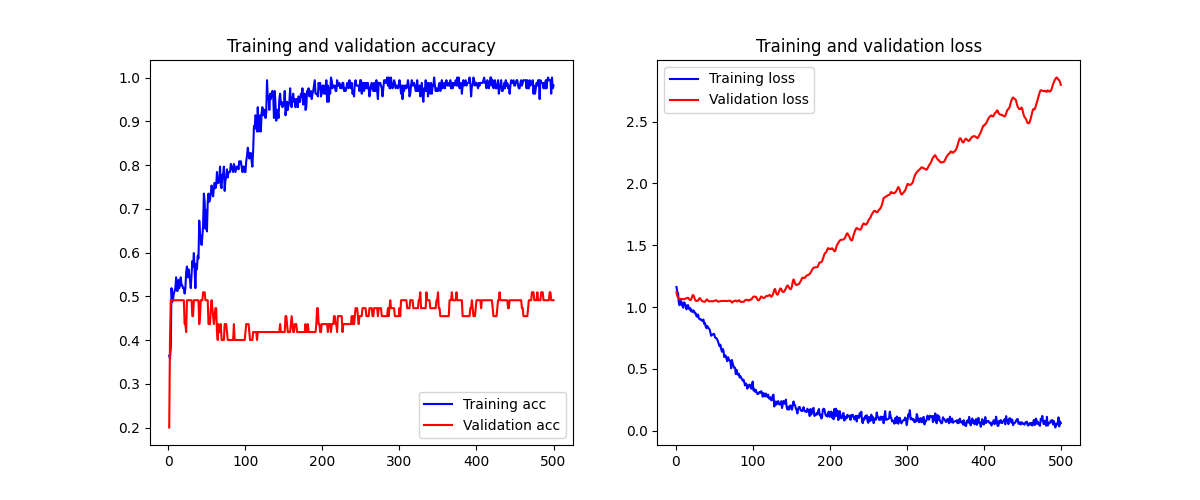 Training and validation accuracy
1.0
0.9
0.8
0.7
0.6
0.5
0.4
0.3
0.2
0 100 200 300 400 500
Training acc
Validation acc
Training and validation loss
Training loss
Validation loss
2.5
2.0
1.5
1.0
0.5
0.0
0 100 200 300 400 500